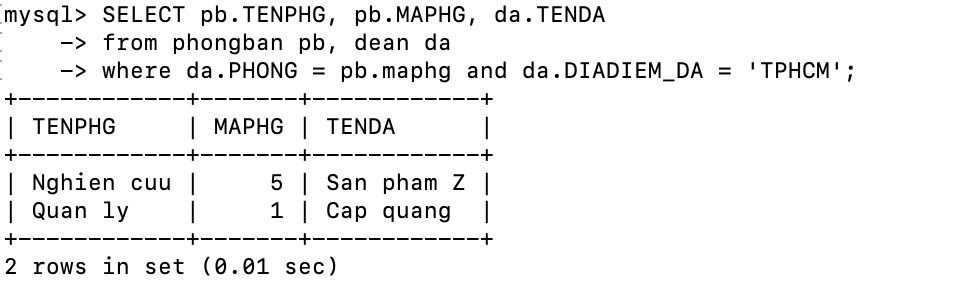 mysql> SELECT pb.TENPHG, pb.MAPHG, da.TENDA
    -> from phongban pb, dean da
    -> where da.PHONG = pb.maphg and da.DIADIEM_DA = 'TPHCM';
+------------+-------+------------+
| TENPHG     | MAPHG | TENDA      |
+------------+-------+------------+
| Nghien cuu |     5 | San pham Z |
| Quan ly    |     1 | Cap quang  |
+------------+-------+------------+
2 rows in set (0.01 sec)